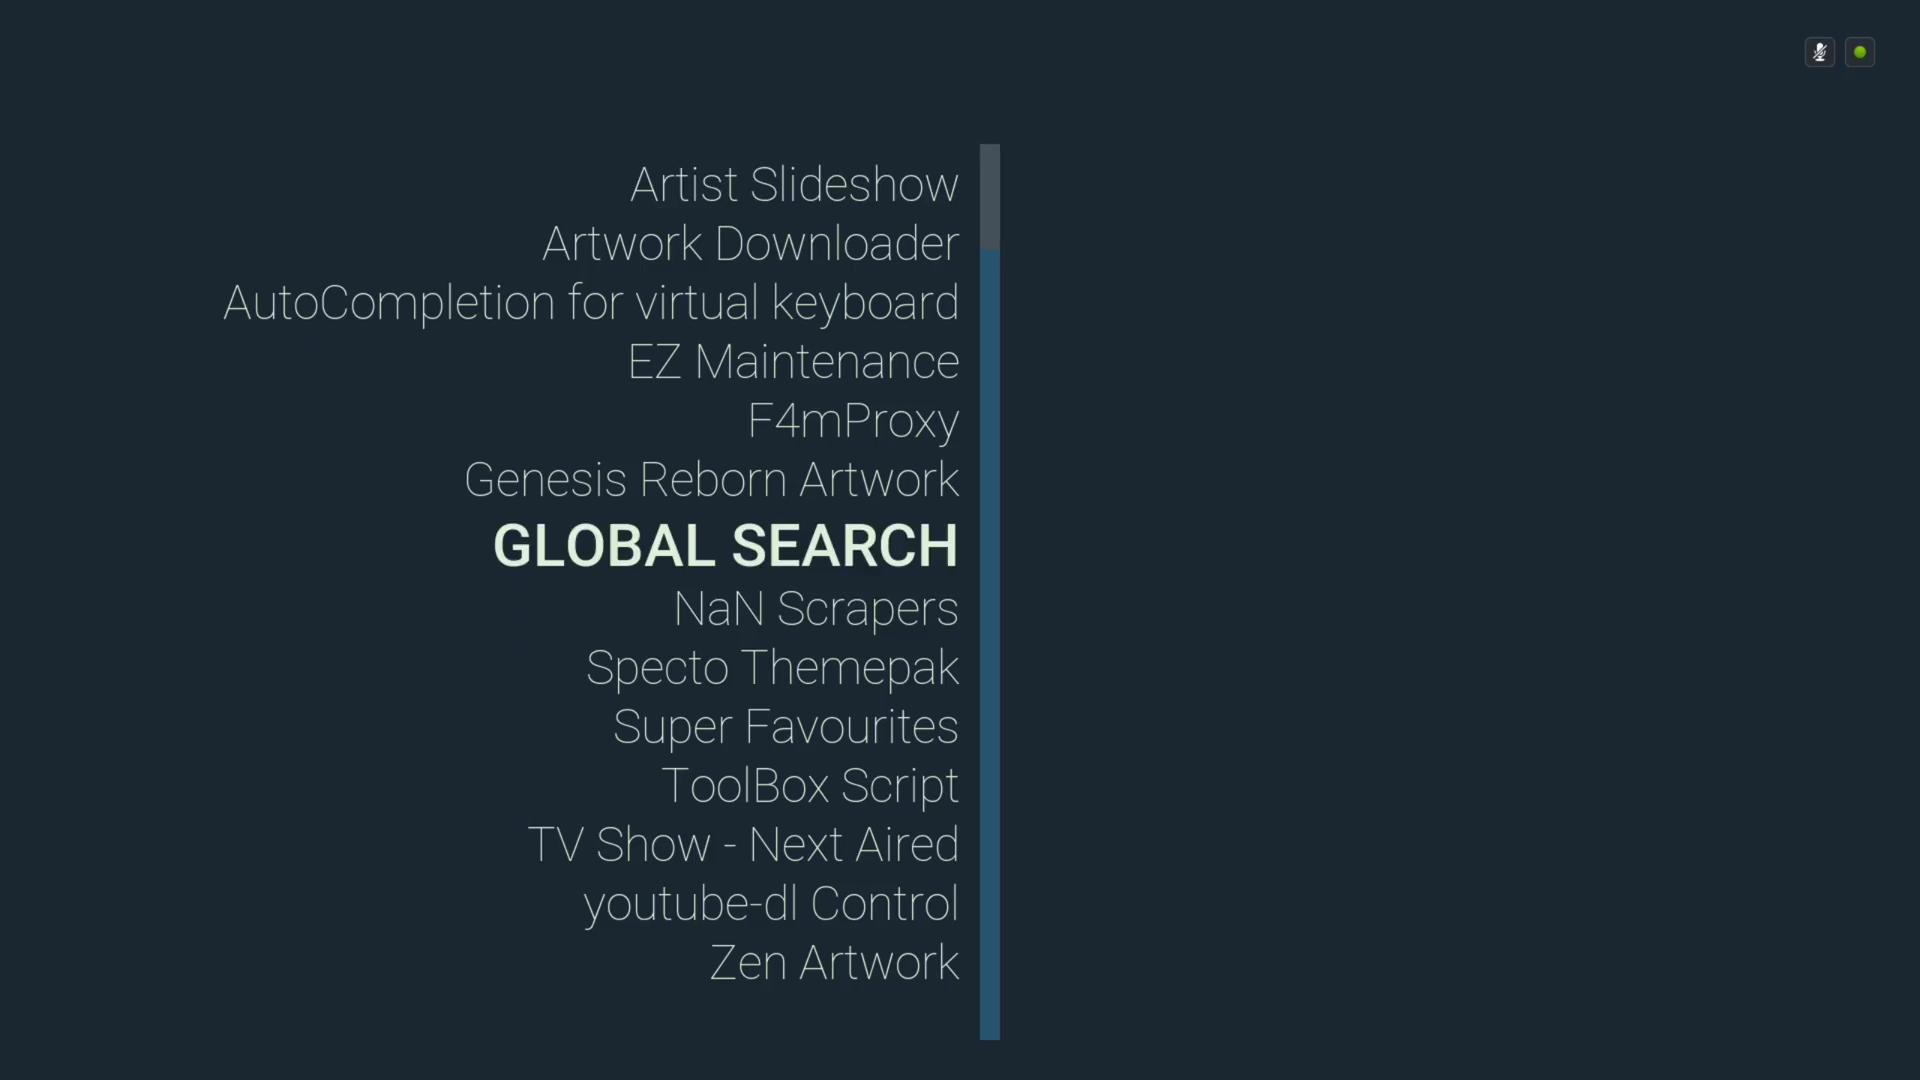 Artist Slideshow
Artwork Downloader
AutoCompletion for virtual keyboard
EZ Maintenance
F4mProxy
Genesis Reborn Artwork
GLOBAL SEARCH
NaN Scrapers
Specto Themepak
Super Favourites
ToolBox Script
TV Show - Next Aired
youtube-dl Control
Zen Artwork